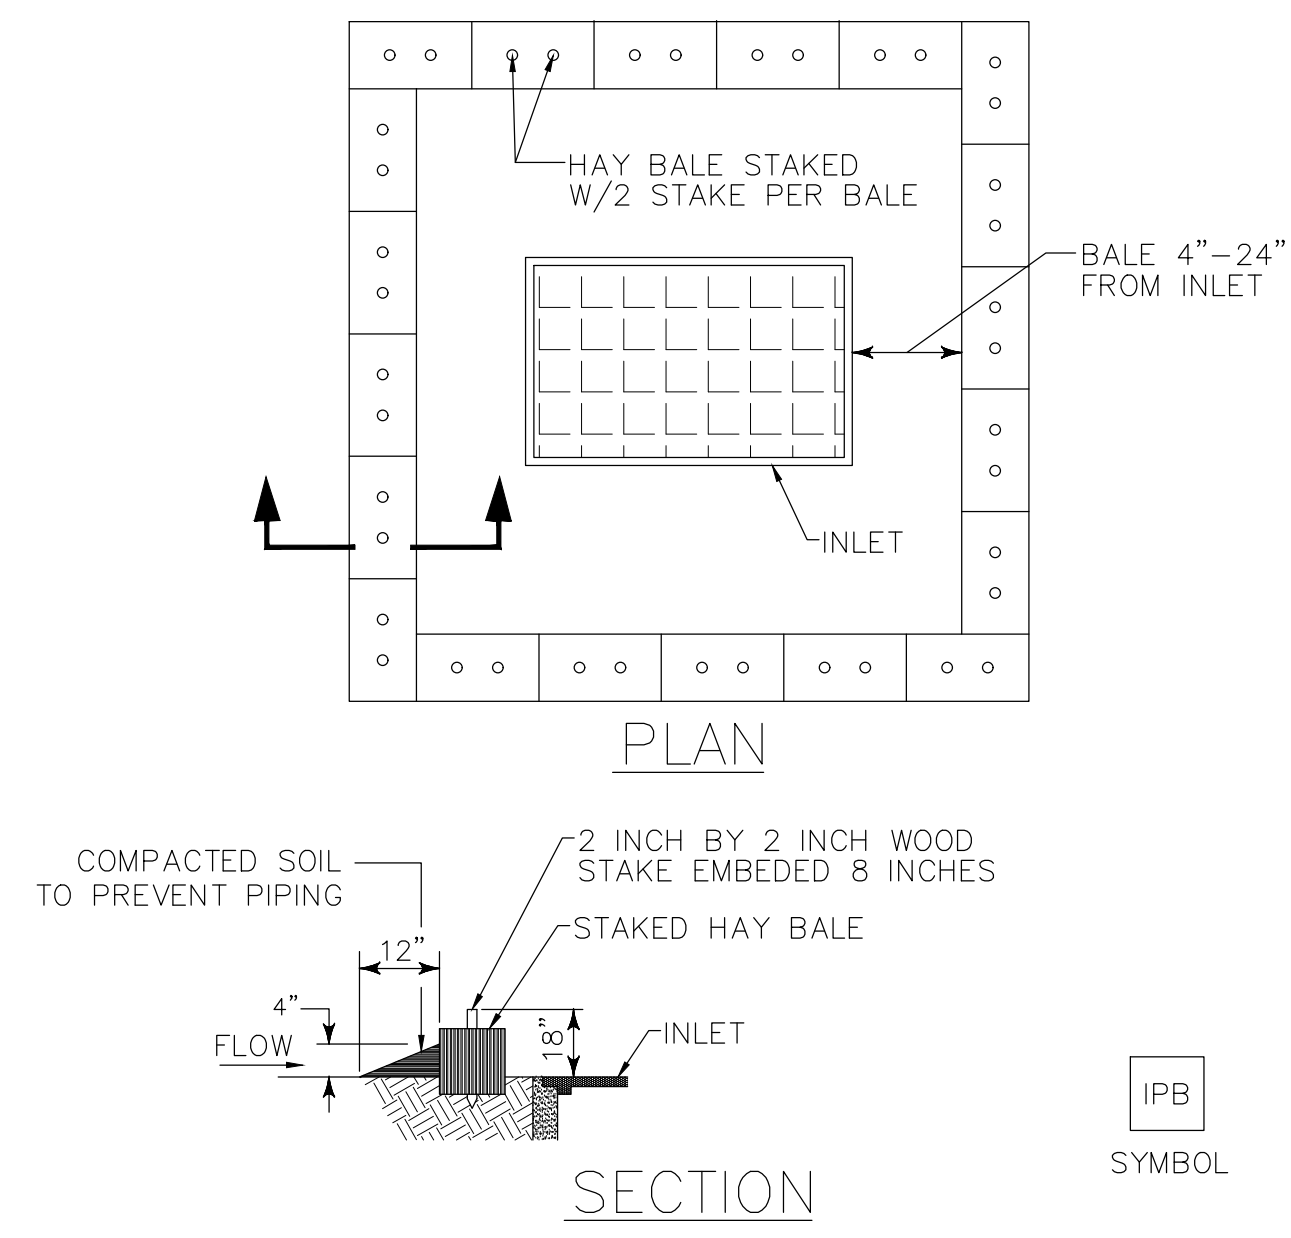 HAY BALE STAKED
W/2 STAKE PER BALE
BALE 4"-24"
FROM INLET
INLET
PLAN
2 INCH BY 2 INCH WOOD
STAKE EMBEDED 8 INCHES
COMPACTED SOIL
TO PREVENT PIPING
STAKED HAY BALE
12"
4"
FLOW
18"
INLET
IPB
SYMBOL
SECTION